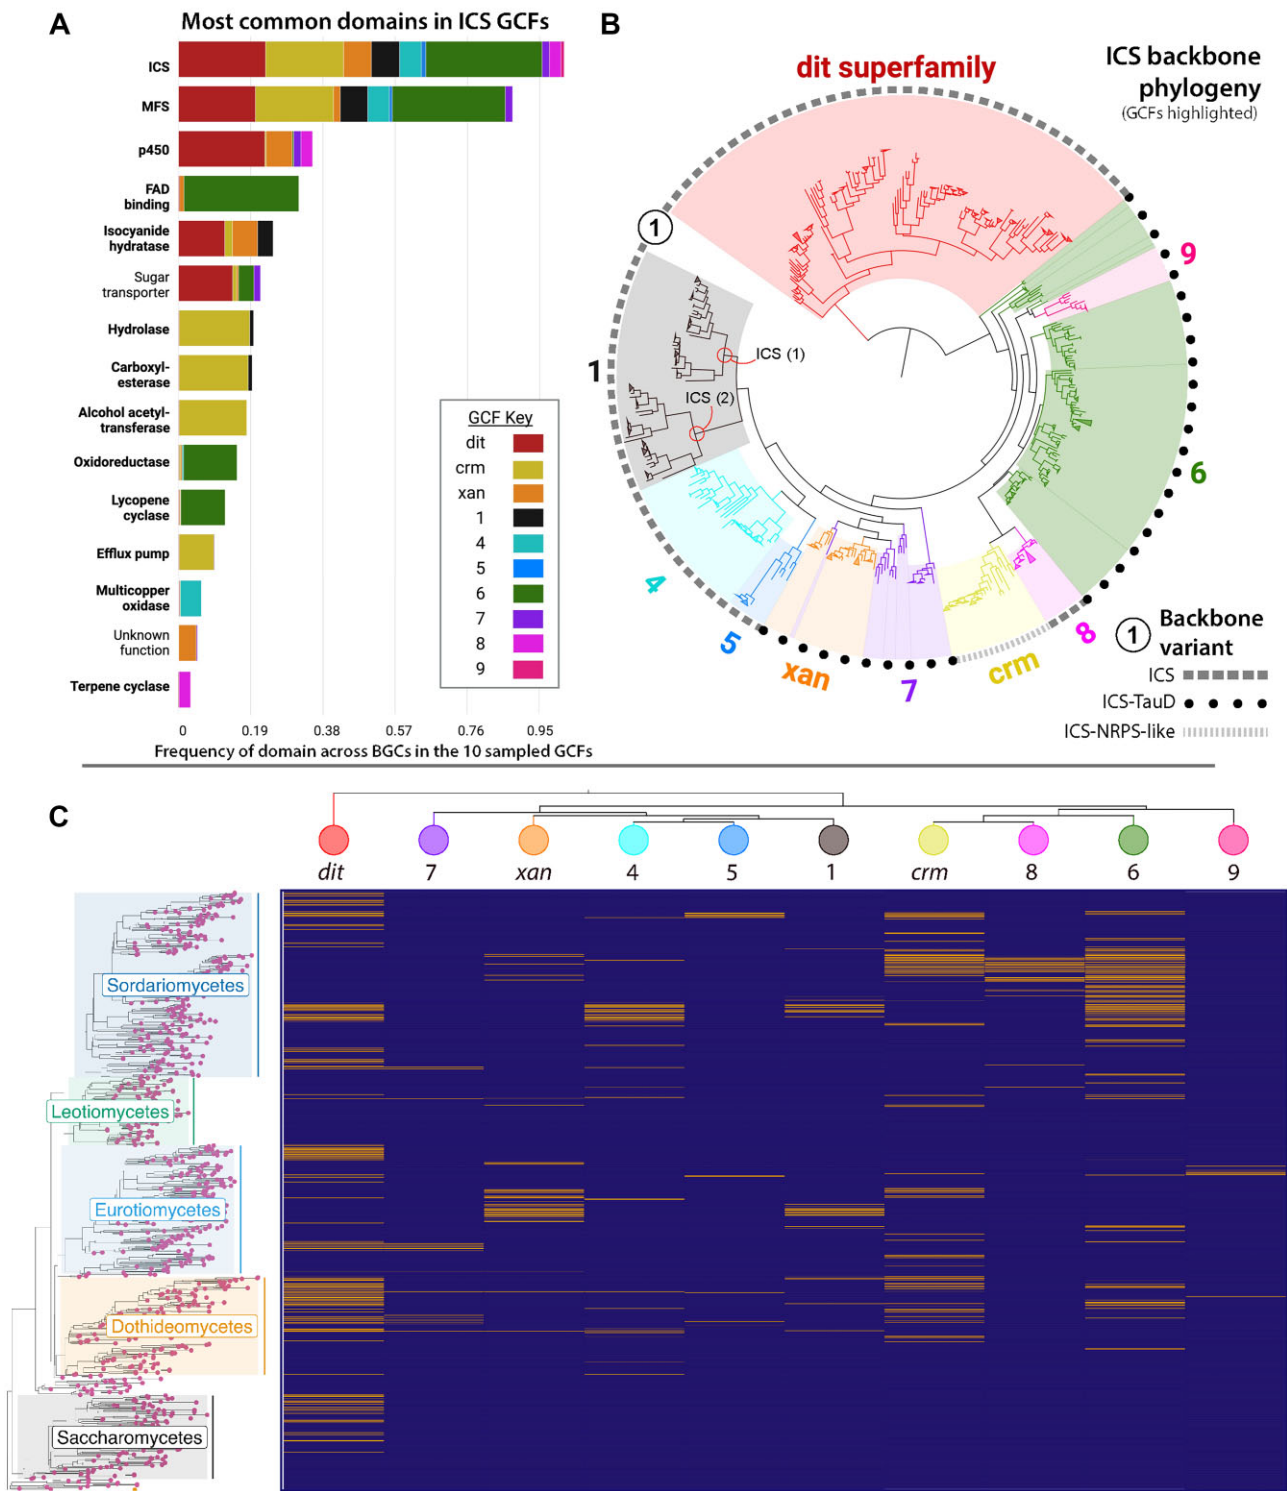 A
Most common domains in ICS GCFs
ICS
MFS
p450
FAD
binding
Isocyanide
hydratase
Sugar
transporter
Hydrolase
Carboxyl-
esterase
Alcohol acetyl-
transferase
Oxidoreductase
Lycopene
cyclase
Efflux pump
Multicopper
oxidase
Unknown
function
Terpene cyclase
0 0.19 0.38 0.57 0.76 0.95
Frequency of domain across BGCs in the 10 sampled GCFs
GCF Key
dit
crm
xan
1
4
5
6
7
8
9
B
ICS backbone
phylogeny
(GCFs highlighted)
dit superfamily
1
9
ICS (1)
1
ICS (2)
6
4
5
xan
7
crm
8
1 Backbone
variant
ICS
ICS-TauD
ICS-NRPS-like
C
dit 7 xan 4 5 1 crm 8 6 9
Sordariomycetes
Leotiomycetes
Eurotiomycetes
Dothideomycetes
Saccharomycetes